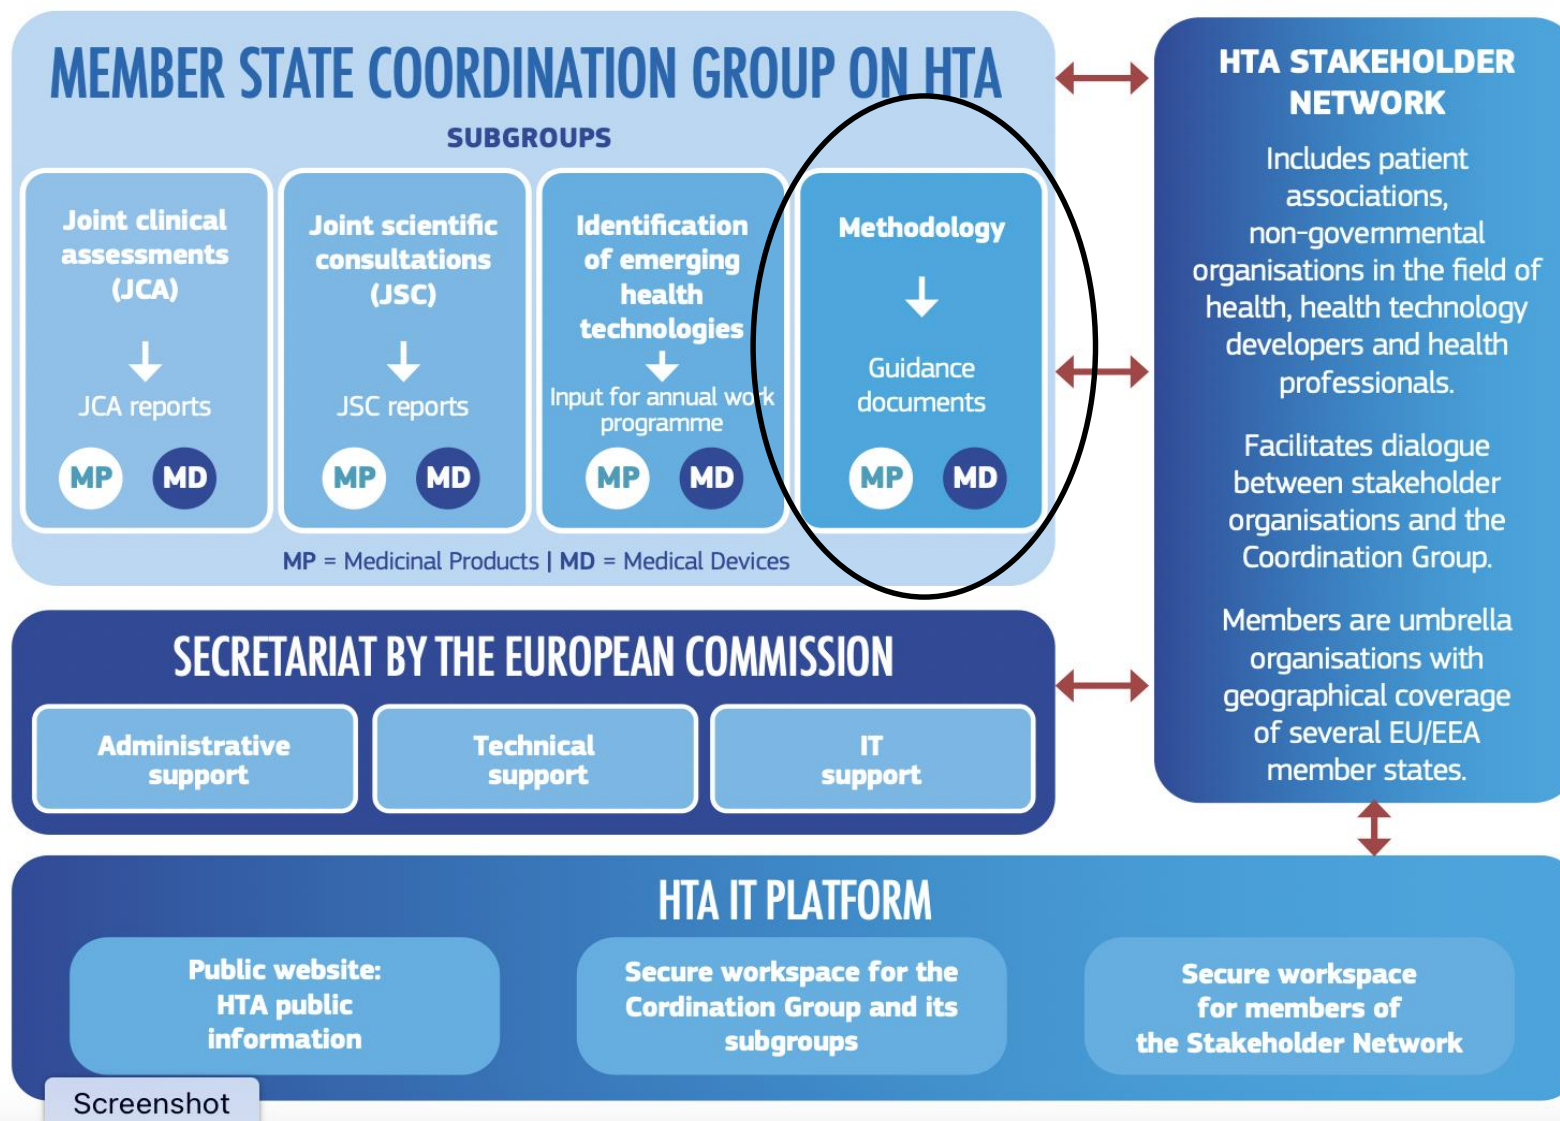 MEMBER STATE COORDINATION GROUP ON HTA
SUBGROUPS
Joint clinical
assessments
(JCA)
JCA reports
MP MD
Joint scientific
consultations
(JSC)
JSC reports
MP MD
Identification
of emerging
health
technologies
Input for annual work
programme
MP MD
Methodology
Guidance
documents
MP MD
MP = Medicinal Products | MD = Medical Devices
HTA STAKEHOLDER
NETWORK
Includes patient
associations,
non-governmental
organisations in the field of
health, health technology
developers and health
professionals.
Facilitates dialogue
between stakeholder
organisations and the
Coordination Group.
Members are umbrella
organisations with
geographical coverage
of several EU/EEA
member states.
SECRETARIAT BY THE EUROPEAN COMMISSION
Administrative
support
Technical
support
IT
support
HTA IT PLATFORM
Public website:
HTA public
information
Secure workspace for the
Cordination Group and its
subgroups
Secure workspace
for members of
the Stakeholder Network
Screenshot